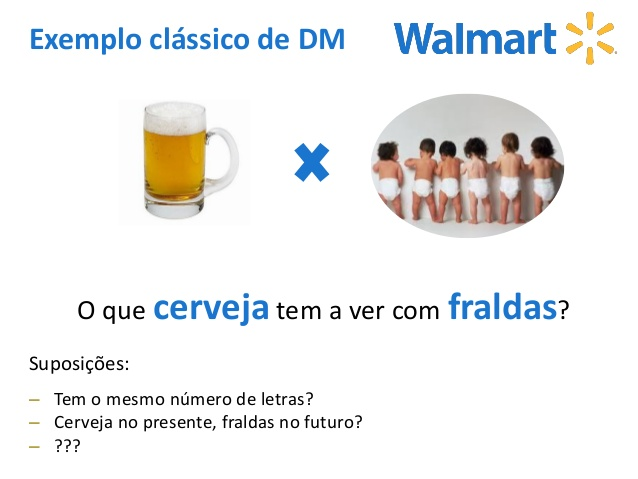 Exemplo clássico de DM
Walmart
O que cerveja tem a ver com fraldas?
Suposições:
– Tem o mesmo número de letras?
– Cerveja no presente, fraldas no futuro?
– ???